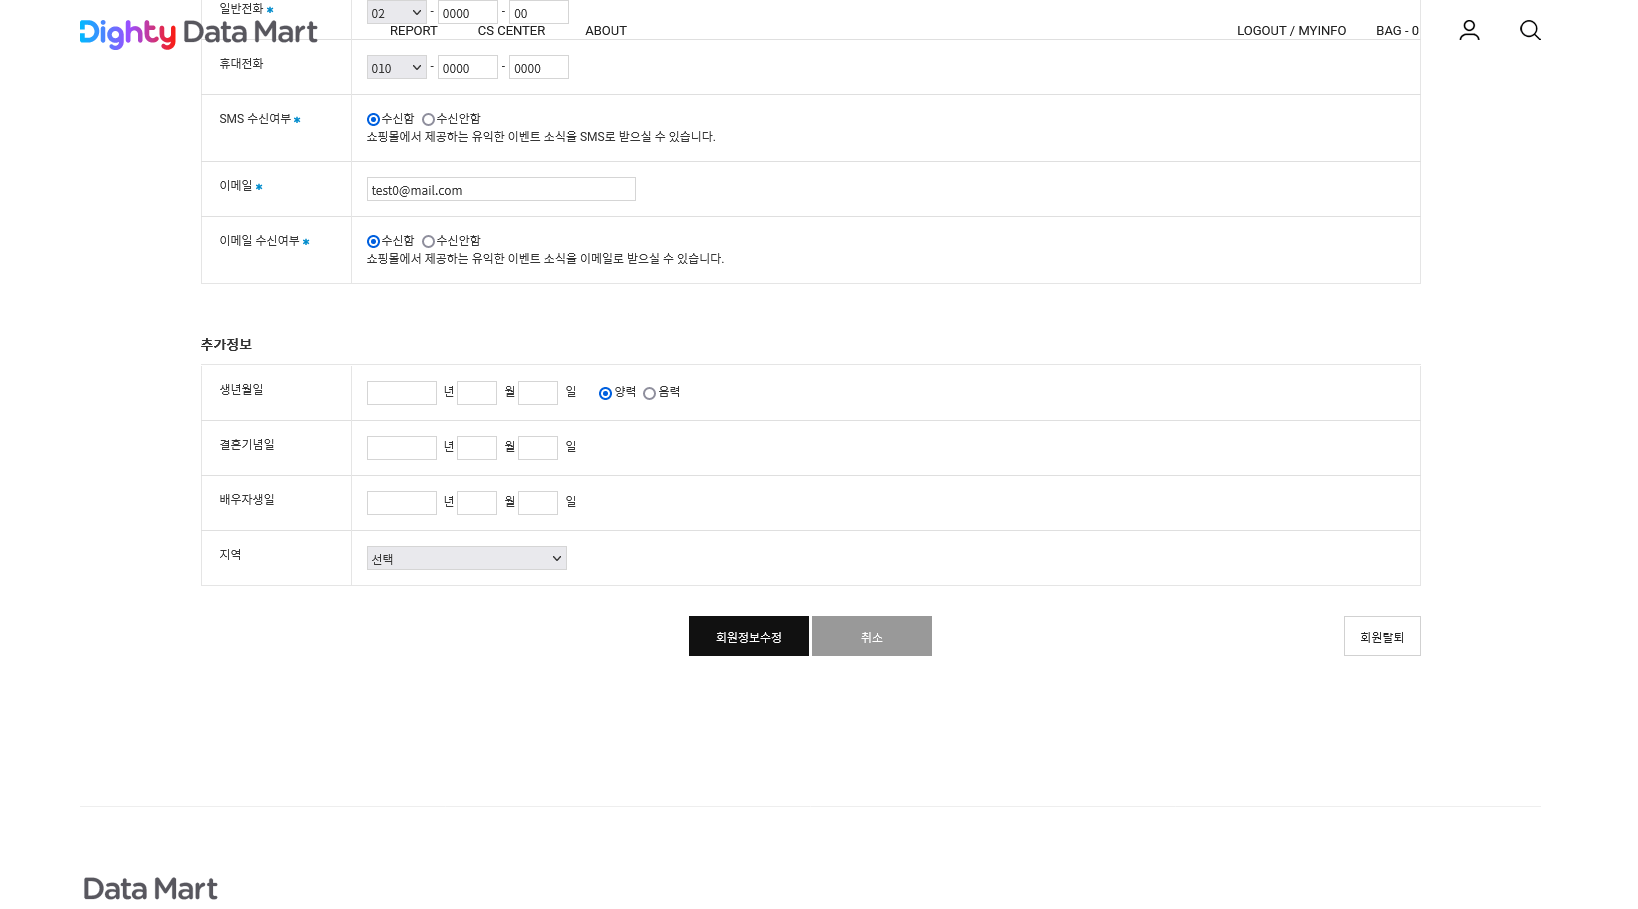 일반전화 *
02 - 0000 - 00
Dighty Data Mart
REPORT CS CENTER ABOUT
LOGOUT / MYINFO BAG - 0
휴대전화
010 - 0000 - 0000
SMS 수신여부 *
수신함 수신안함
쇼핑몰에서 제공하는 유익한 이벤트 소식을 SMS로 받으실 수 있습니다.
이메일 *
test0@mail.com
이메일 수신여부 *
수신함 수신안함
쇼핑몰에서 제공하는 유익한 이벤트 소식을 이메일로 받으실 수 있습니다.
추가정보
생년월일
년 월 일 양력 음력
결혼기념일
년 월 일
배우자생일
년 월 일
지역
선택
회원정보수정 취소 회원탈퇴
Data Mart